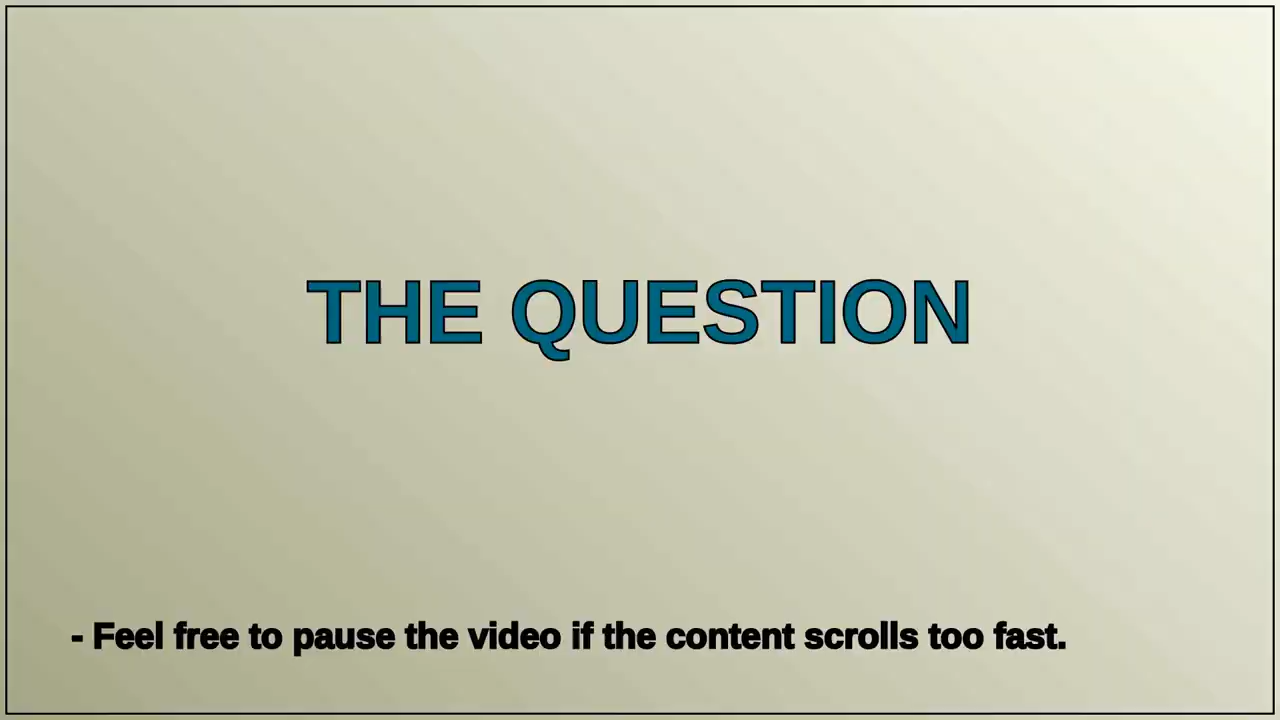 THE QUESTION
- Feel free to pause the video if the content scrolls too fast.